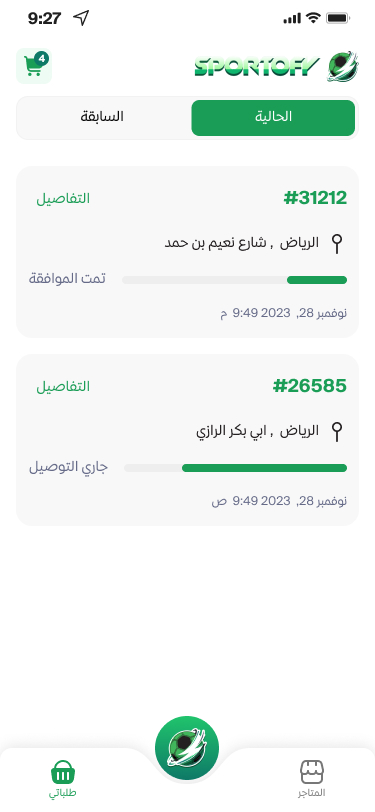 9:27
4
SPORTOFY
الحالية
السابقة
#31212
التفاصيل
الرياض , شارع نعيم بن حمد
تمت الموافقة
نوفمبر 28, 2023 9:49 م
#26585
التفاصيل
الرياض , ابي بكر الرازي
جاري التوصيل
نوفمبر 28, 2023 9:49 ص
المتاجر
طلباتي